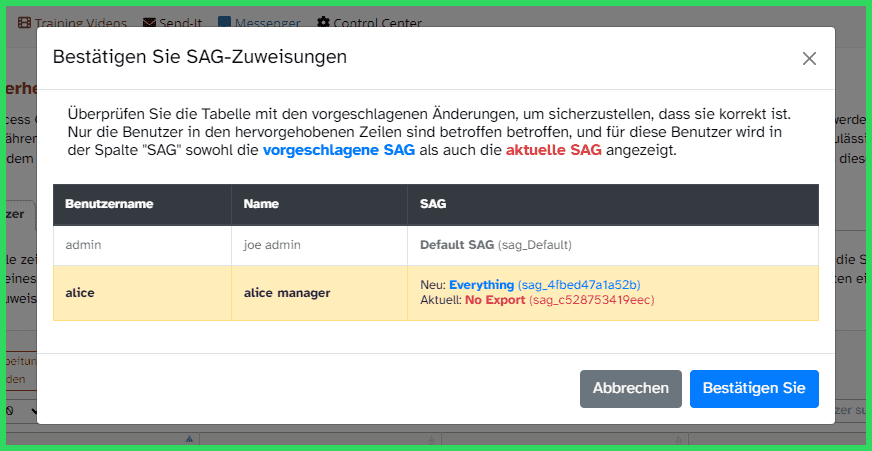 Training Videos Send-It Messenger Control Center
Bestätigen Sie SAG-Zuweisungen
Überprüfen Sie die Tabelle mit den vorgeschlagenen Änderungen, um sicherzustellen, dass sie korrekt ist.
Nur die Benutzer in den hervorgehobenen Zeilen sind betroffen betroffen, und für diese Benutzer wird in
der Spalte "SAG" sowohl die vorgeschlagene SAG als auch die aktuelle SAG angezeigt.
Benutzername Name SAG
admin joe admin Default SAG (sag_Default)
alice alice manager Neu: Everything (sag_4fbed47a1a52b)
Aktuell: No Export (sag_c528753419eec)
Abbrechen Bestätigen Sie